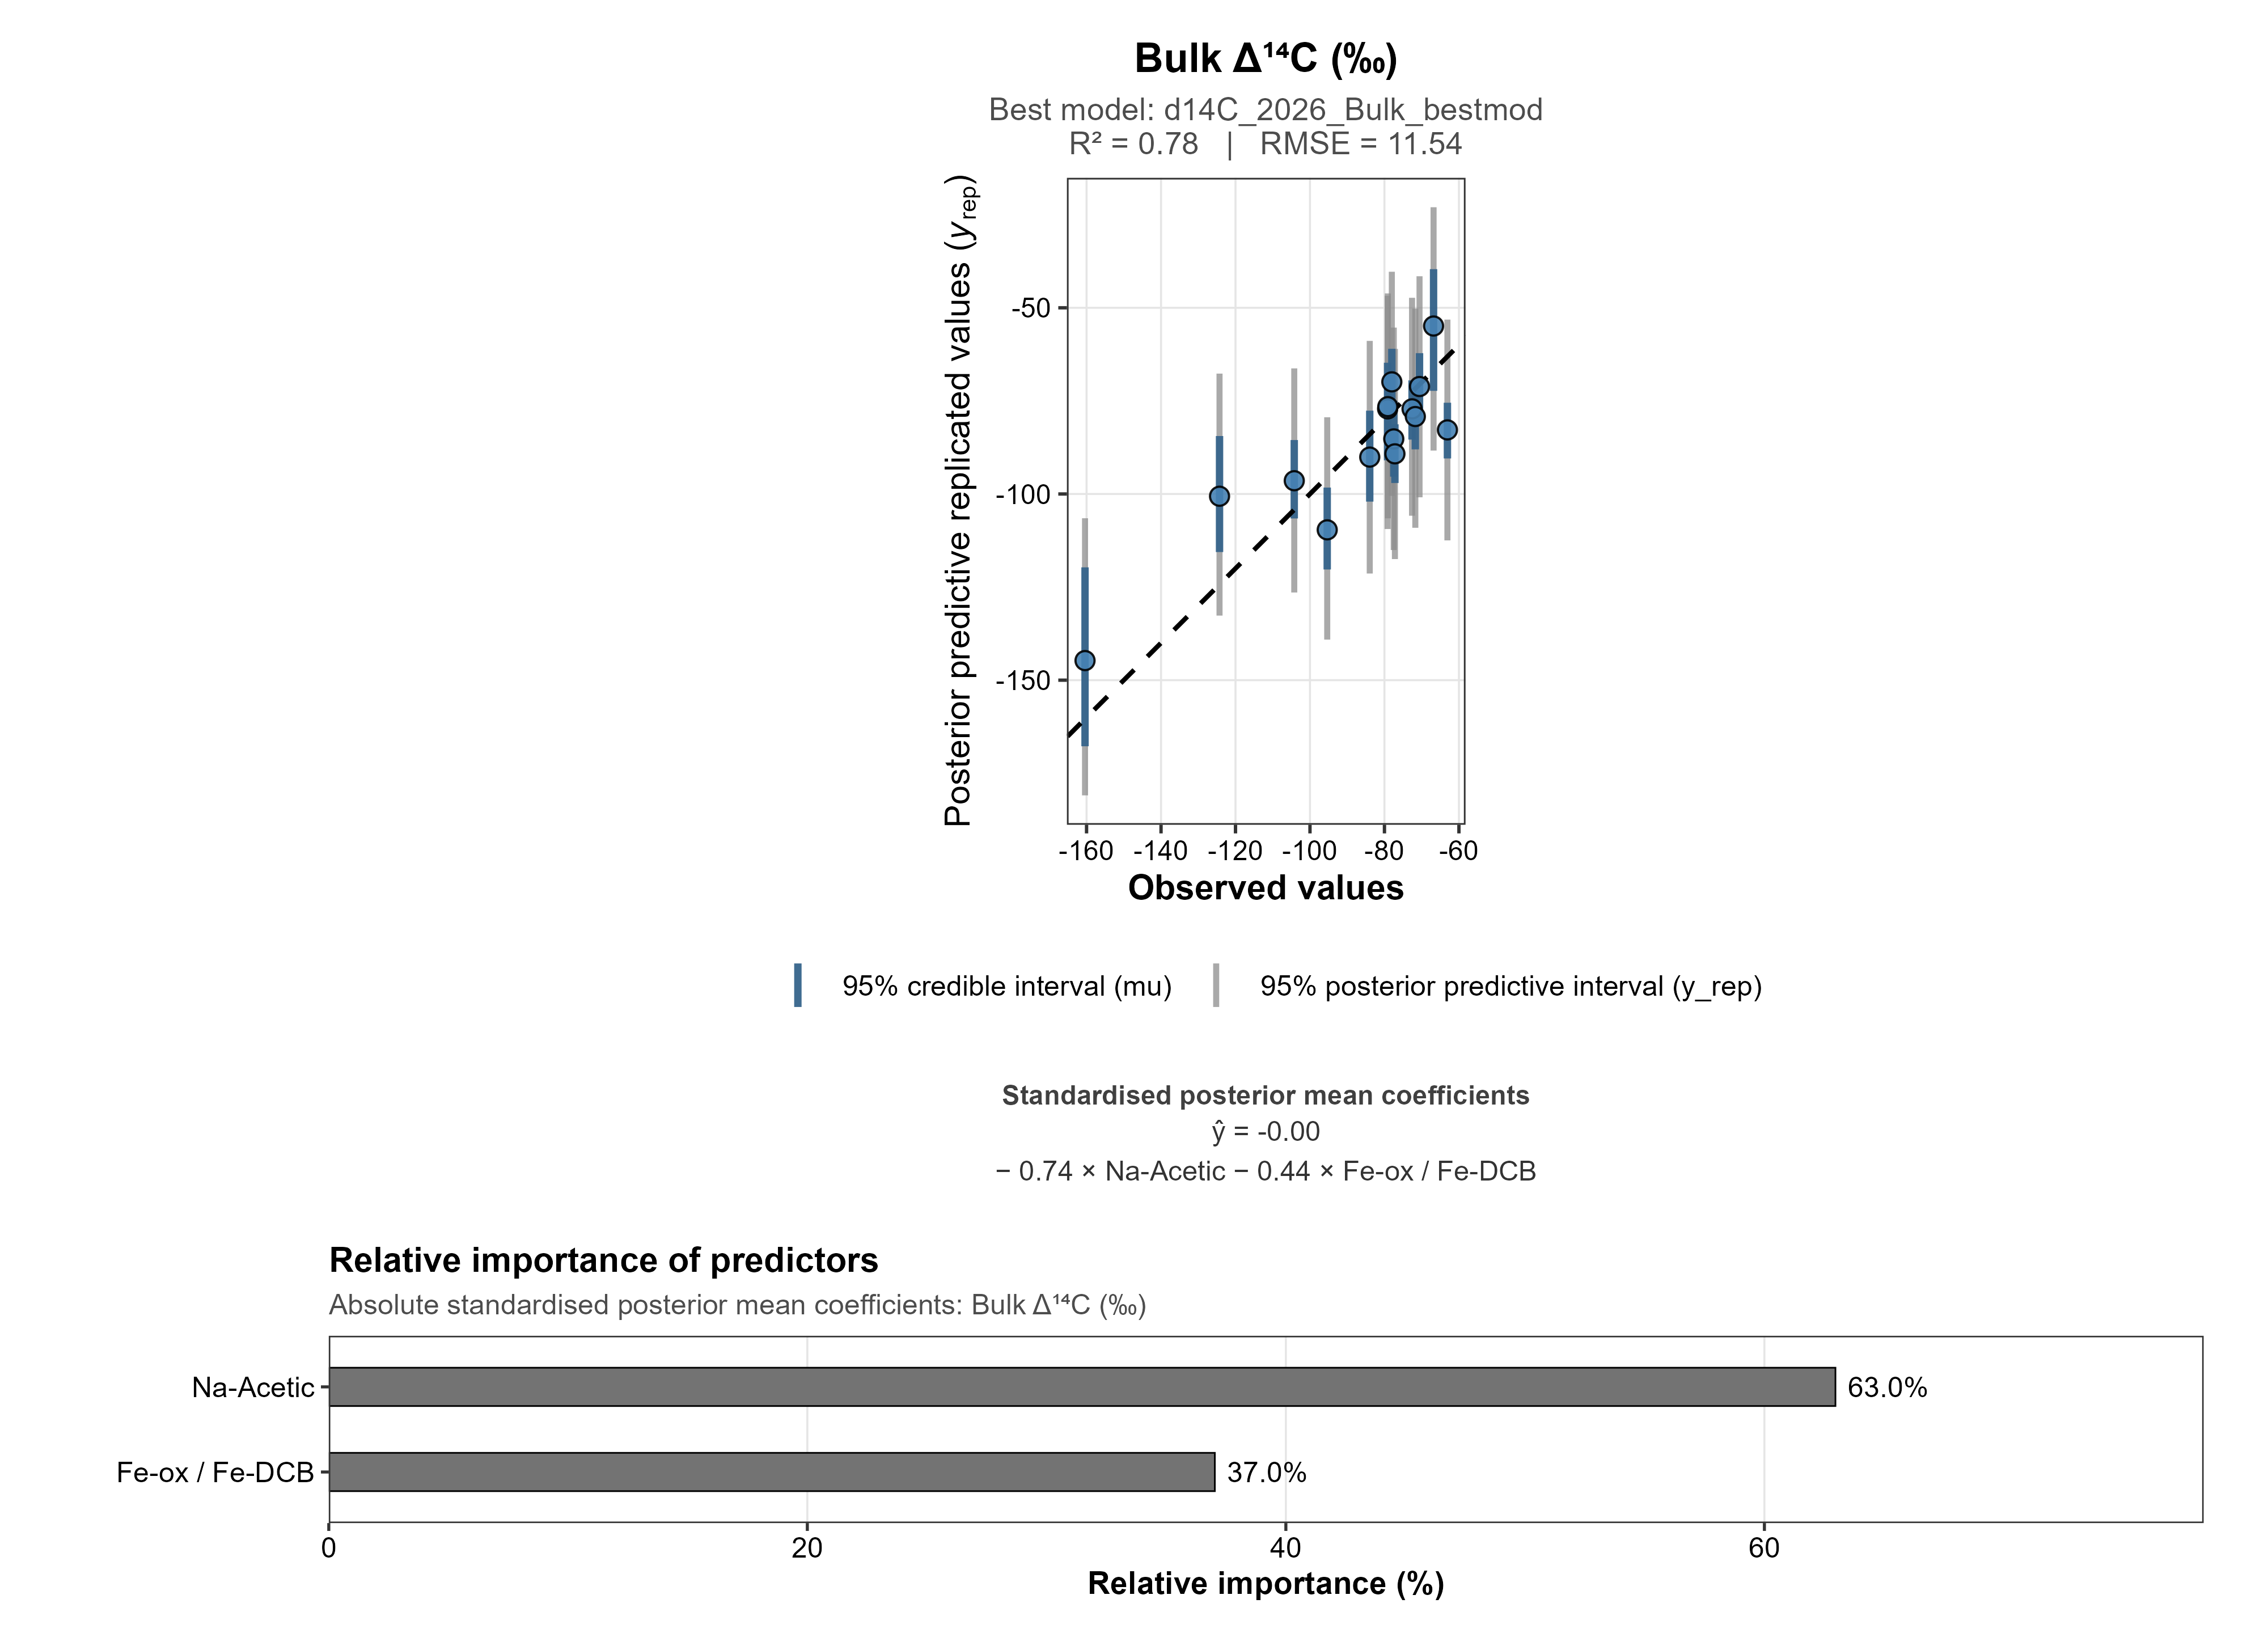 Bulk Δ¹⁴C (‰)
Best model: d14C_2026_Bulk_bestmod
R² = 0.78 | RMSE = 11.54
Posterior predictive replicated values (y rep)
-50
-100
-150
-160 -140 -120 -100 -80 -60
Observed values
95% credible interval (mu) 95% posterior predictive interval (y_rep)
Standardised posterior mean coefficients
ŷ = -0.00
− 0.74 × Na-Acetic − 0.44 × Fe-ox / Fe-DCB
Relative importance of predictors
Absolute standardised posterior mean coefficients: Bulk Δ¹⁴C (‰)
Na-Acetic 63.0%
Fe-ox / Fe-DCB 37.0%
0 20 40 60
Relative importance (%)